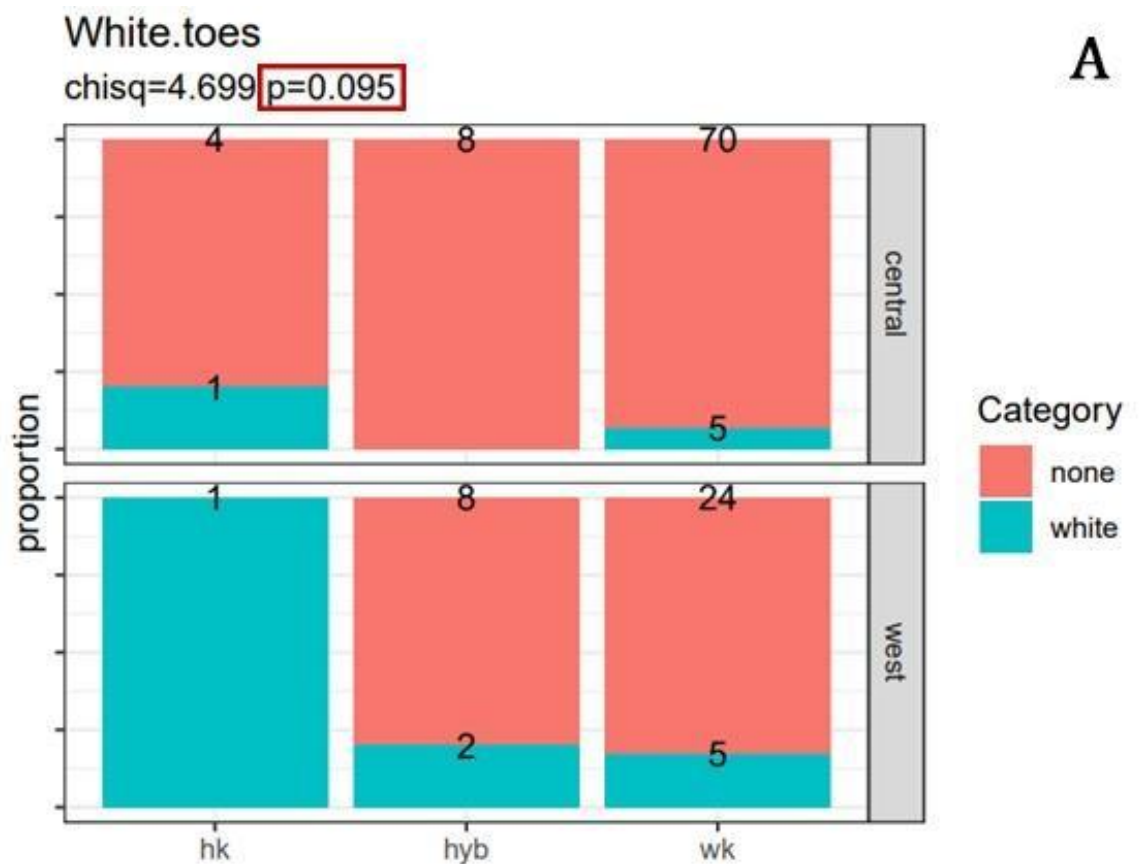 White.toes
A
chisq=4.699 p=0.095
4 8 70
1 5
central
proportion
1 8 24
2 5
west
hk hyb wk
Category
none
white